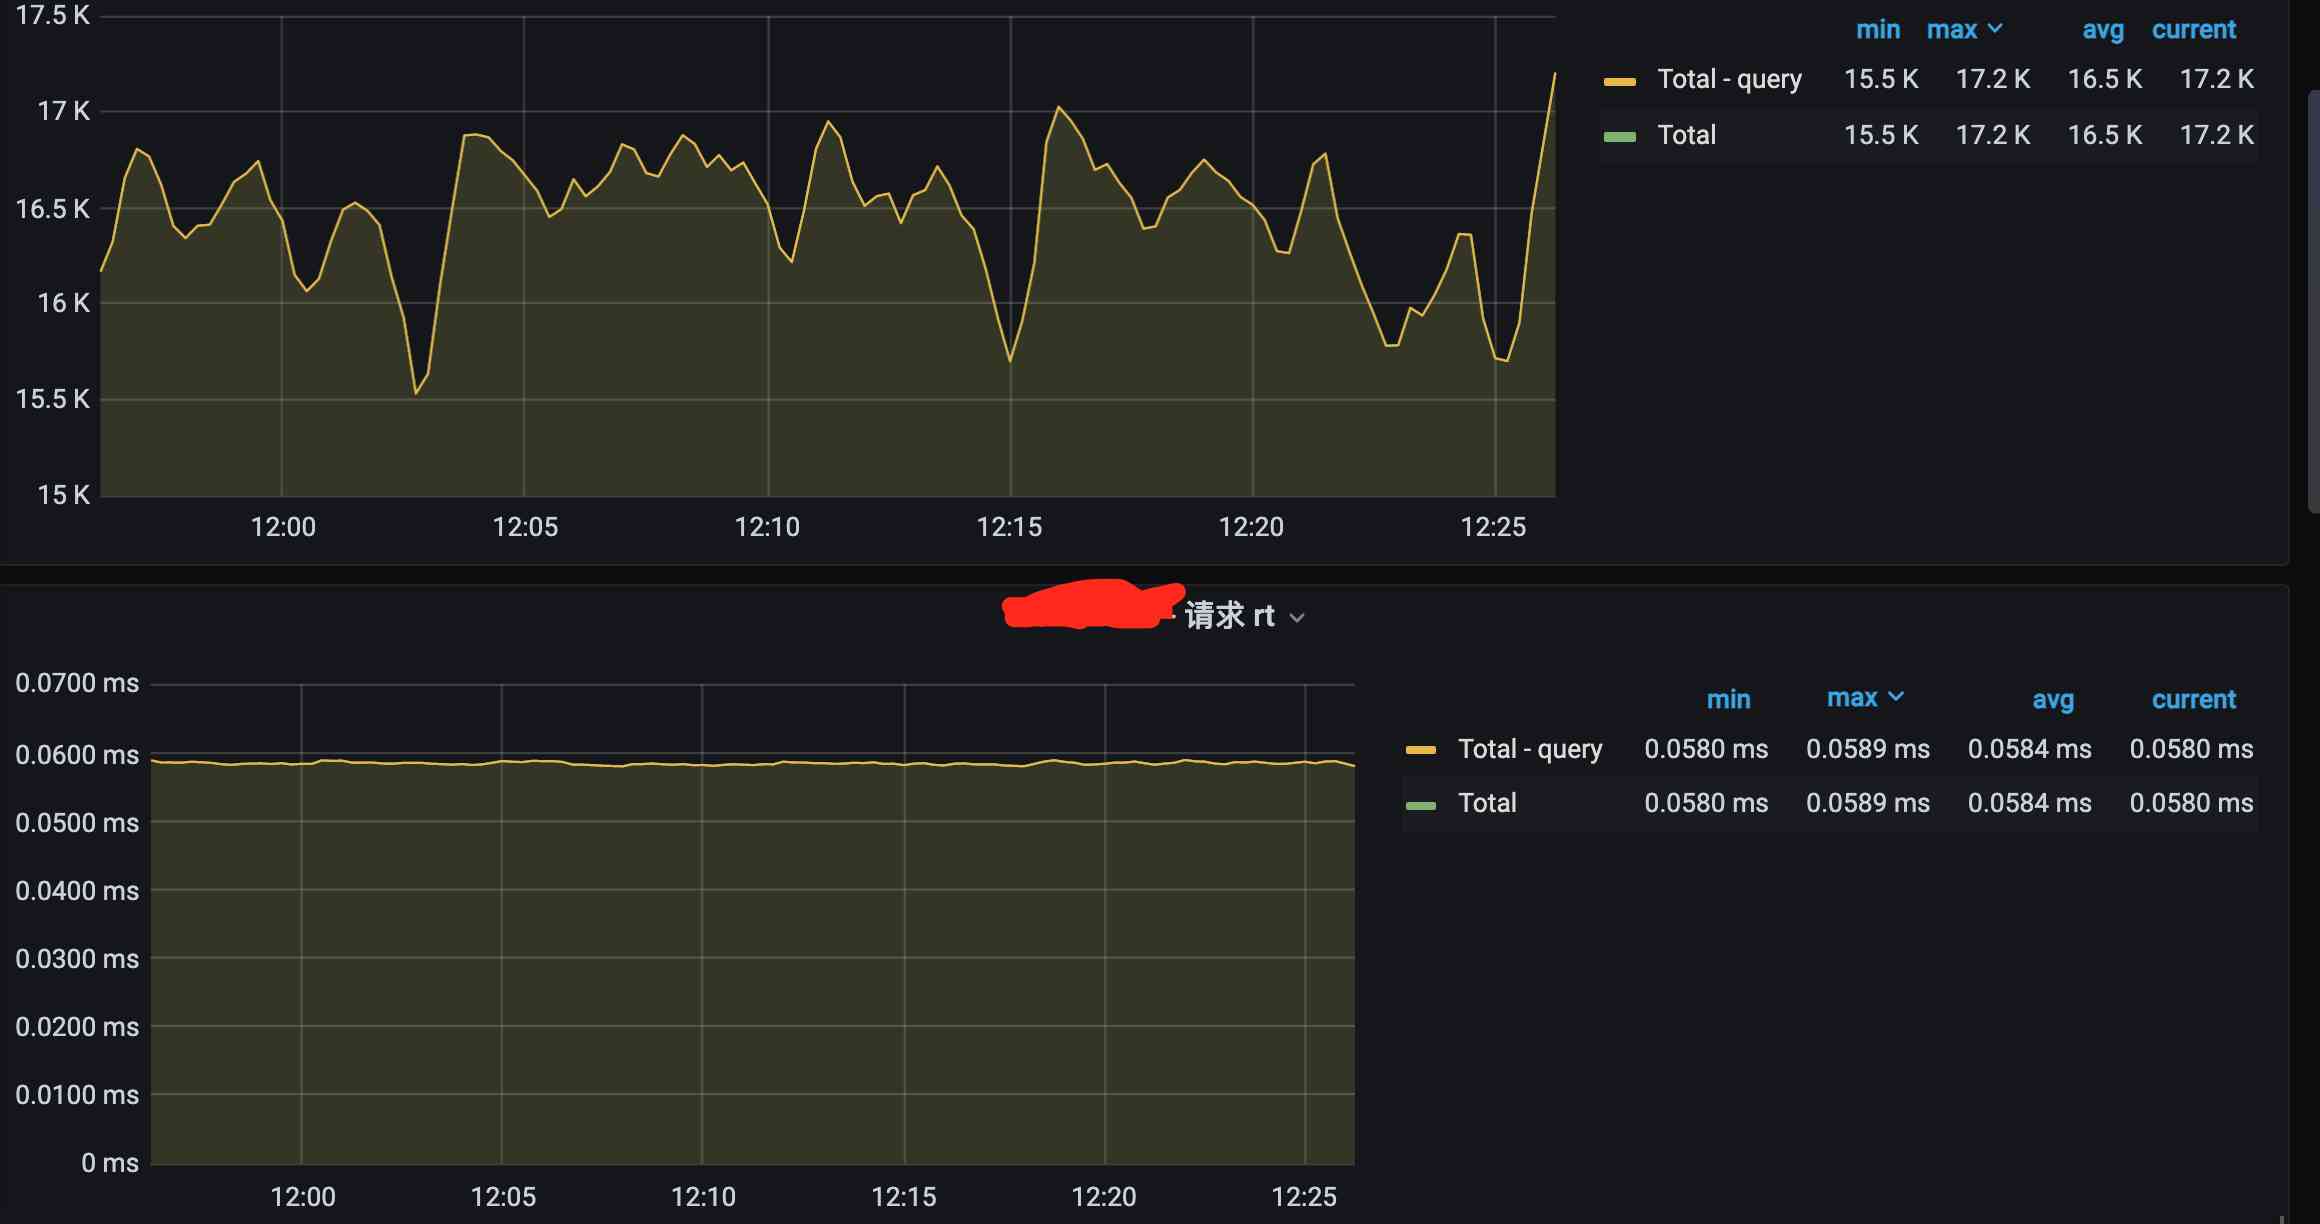 17.5 K
17 K
16.5 K
16 K
15.5 K
15 K
12:00 12:05 12:10 12:15 12:20 12:25
min max avg current
Total - query 15.5 K 17.2 K 16.5 K 17.2 K
Total 15.5 K 17.2 K 16.5 K 17.2 K
- 请求 rt
0.0700 ms
0.0600 ms
0.0500 ms
0.0400 ms
0.0300 ms
0.0200 ms
0.0100 ms
0 ms
12:00 12:05 12:10 12:15 12:20 12:25
min max avg current
Total - query 0.0580 ms 0.0589 ms 0.0584 ms 0.0580 ms
Total 0.0580 ms 0.0589 ms 0.0584 ms 0.0580 ms